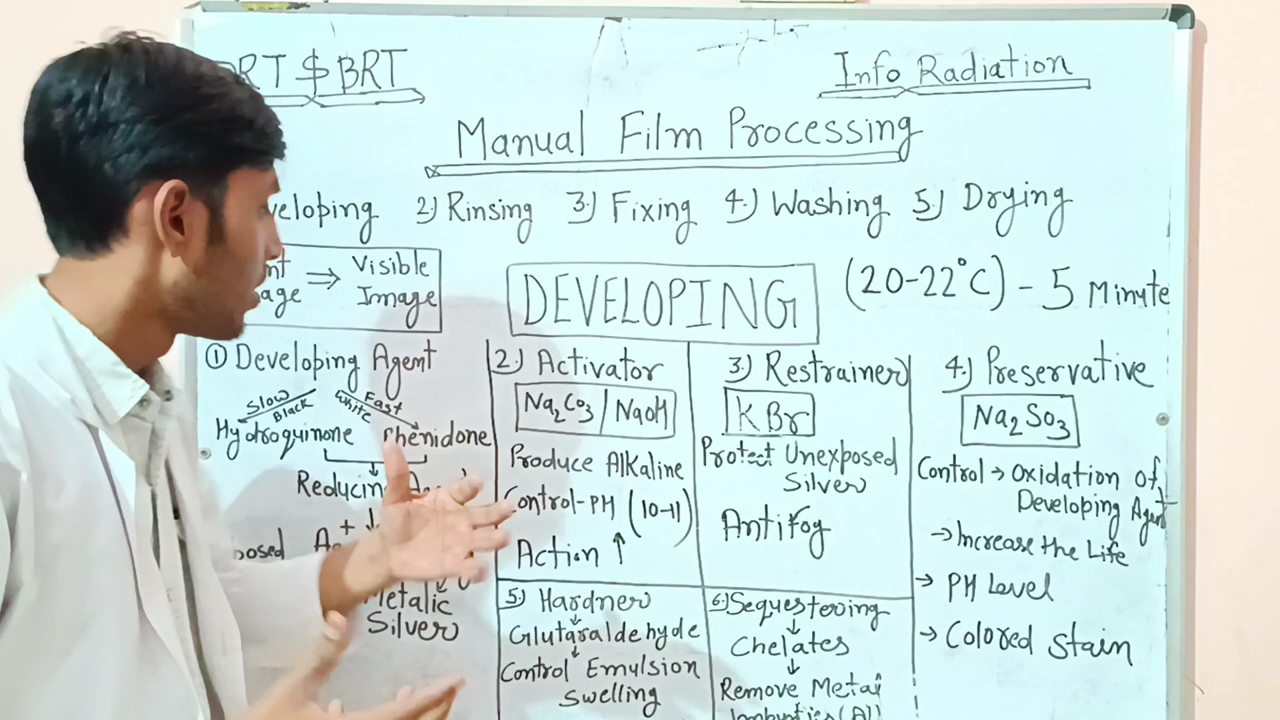 RT $ BRT
Info Radiation
Manual Film Processing
veloping 2.) Rinsing 3.) Fixing 4.) Washing 5.) Drying
nt ⇒ Visible
age Image
DEVELOPING
(20-22°C) - 5 Minute
① Developing Agent
Slow Black
White Fast
Hydroquinone Phenidone
Reducin
+ ↓
posed
Metalic
Silver
2.) Activator
Na2Co3 / NaoH
Produce Alkaline
Control-PH (10-11)
Action ↑
3.) Restrainer
KBr
Protect Unexposed
Silver
Antifog
4.) Preservative
Na2So3
Control → Oxidation of
Developing Agent
→ Increase the Life
→ PH Level
→ Colored Stain
5.) Hardner
↓
Glutaraldehyde
↓
Control Emulsion
Swelling
6.) Sequestering
↓
Chelates
↓
Remove Metal